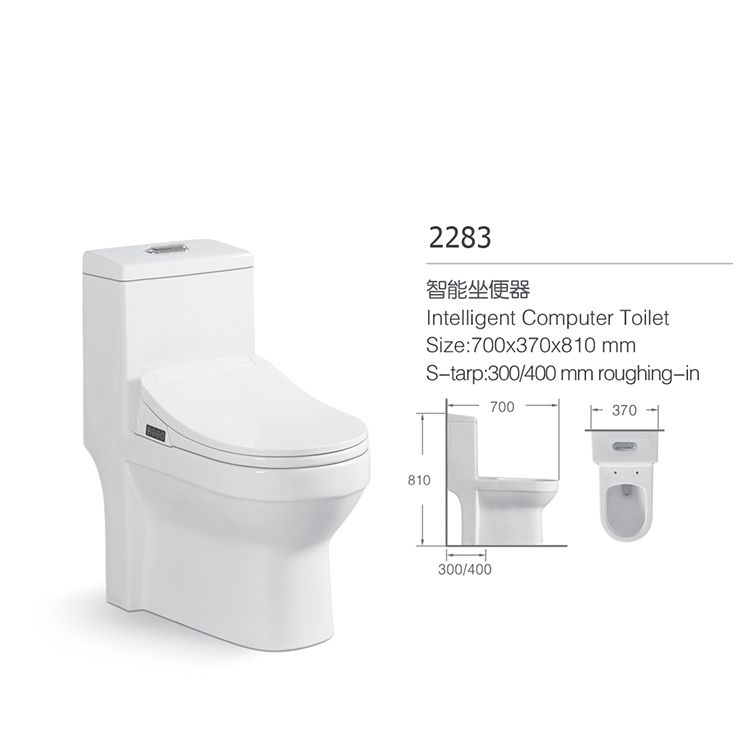 2283
智能坐便器
Intelligent Computer Toilet
Size:700x370x810 mm
S-tarp:300/400 mm roughing-in
700
370
810
300/400